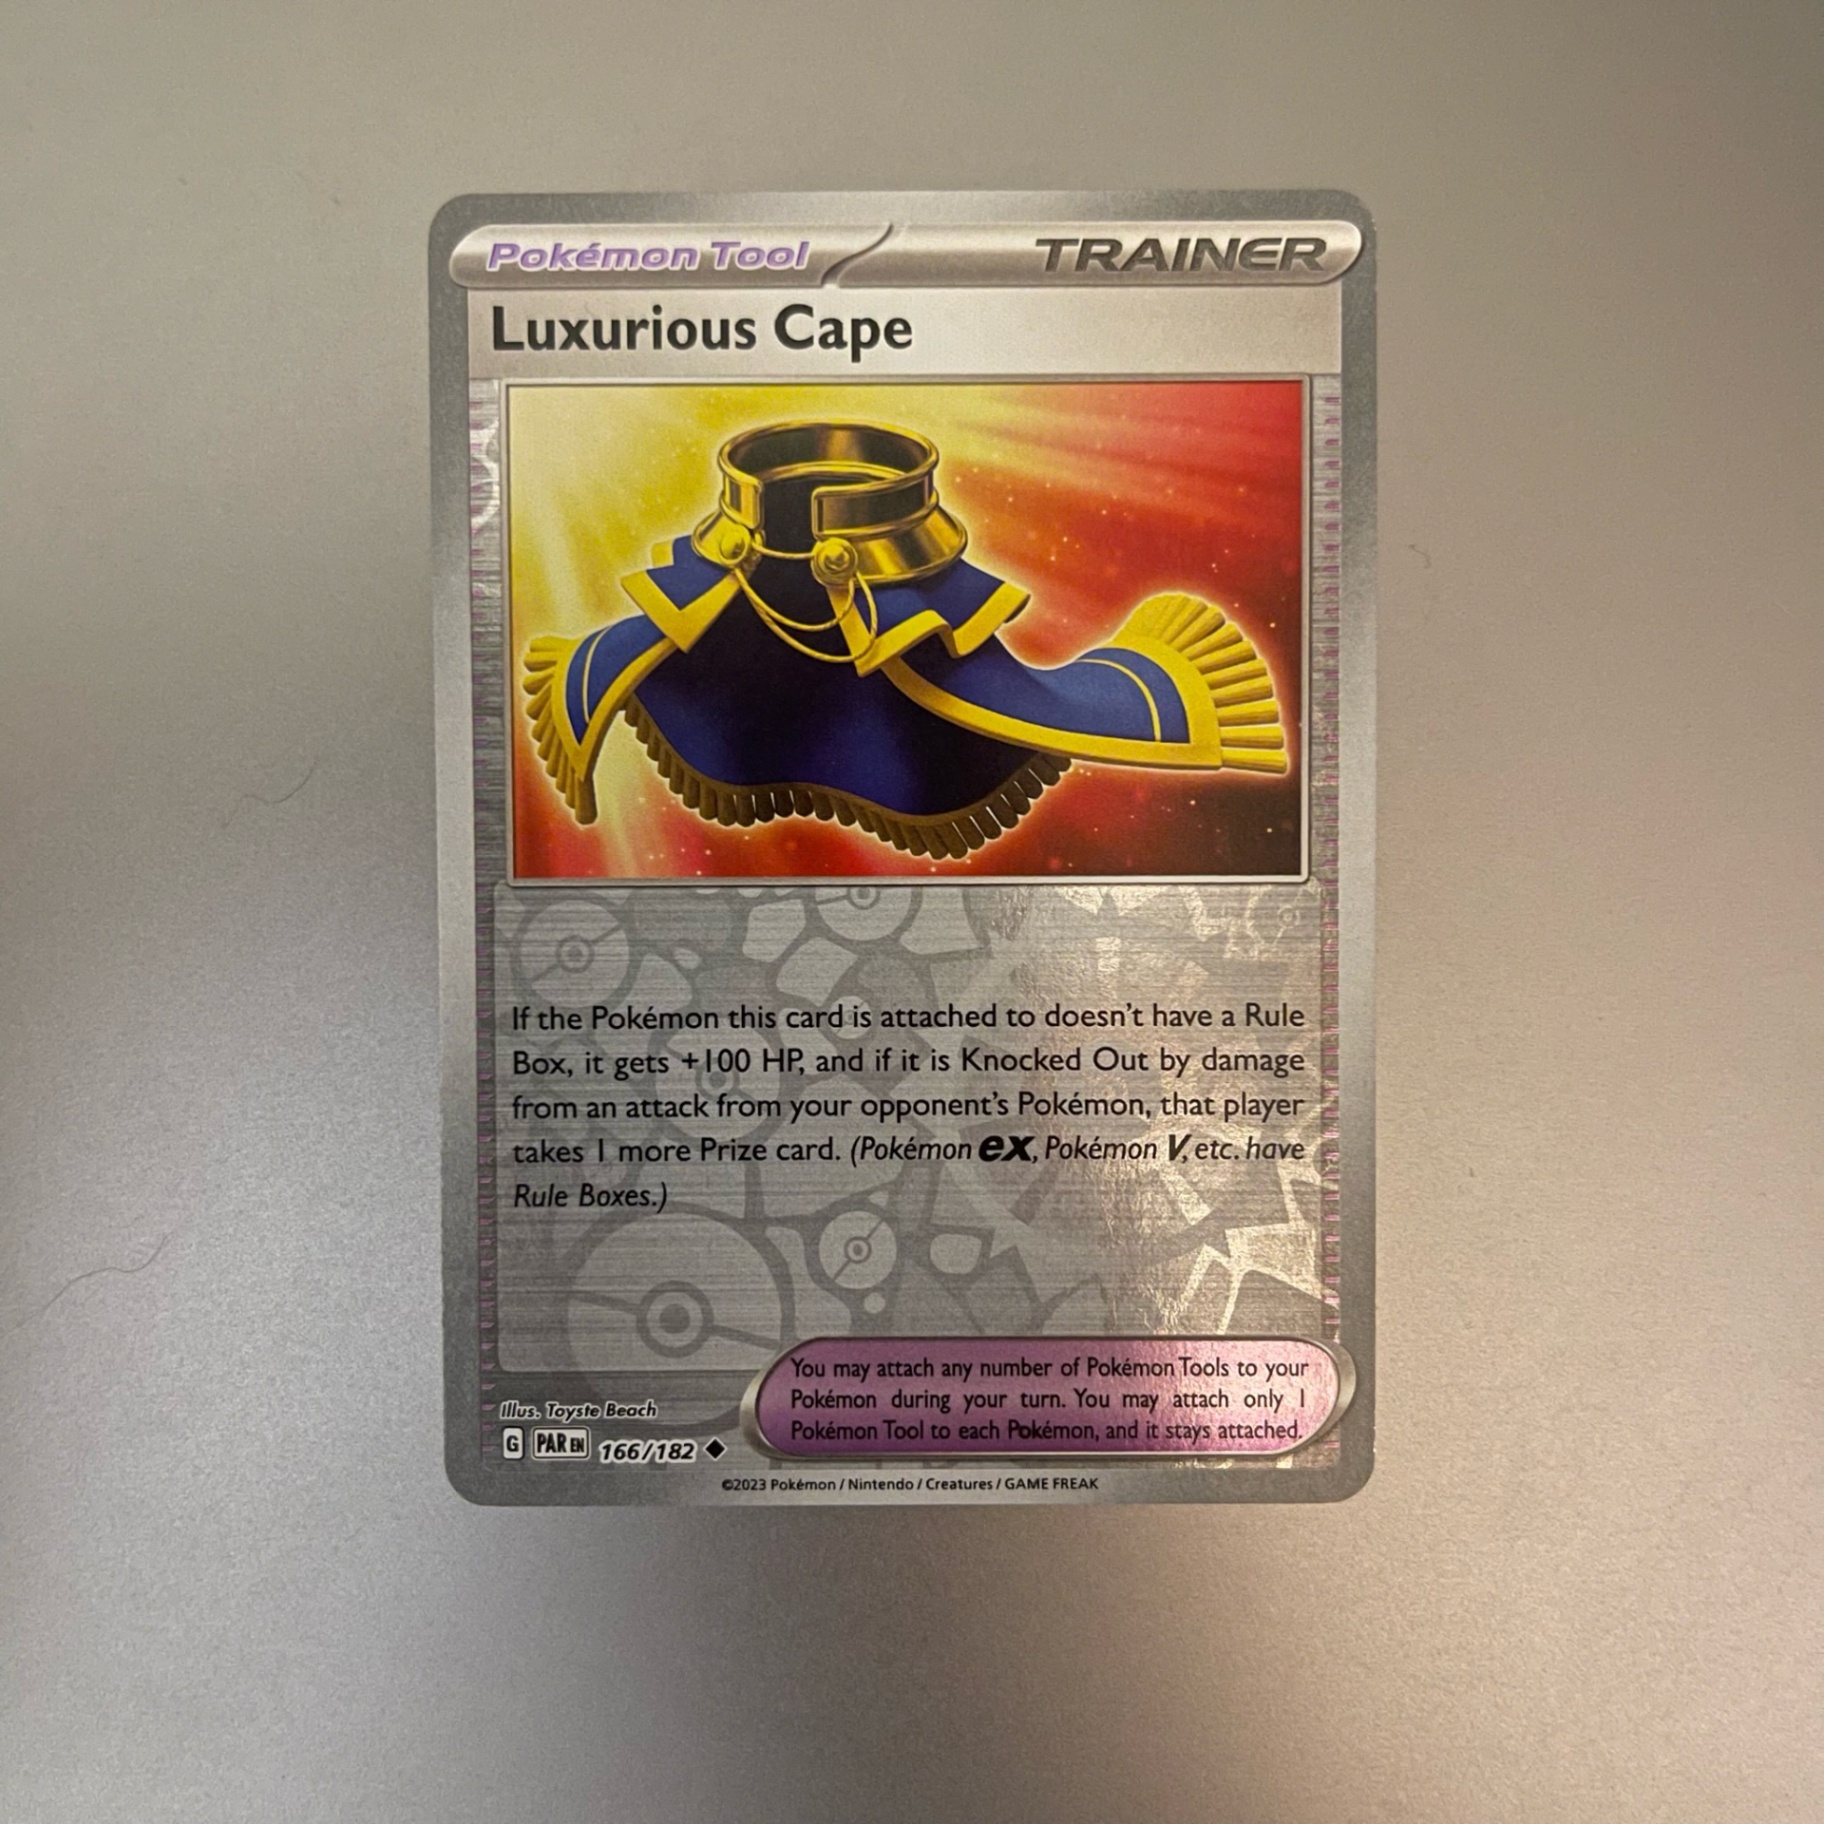 Pokémon Tool TRAINER
Luxurious Cape
If the Pokémon this card is attached to doesn't have a Rule
Box, it gets +100 HP, and if it is Knocked Out by damage
from an attack from your opponent's Pokémon, that player
takes 1 more Prize card. (Pokémon ex, Pokémon V, etc. have
Rule Boxes.)
You may attach any number of Pokémon Tools to your
Pokémon during your turn. You may attach only 1
Pokémon Tool to each Pokémon, and it stays attached.
Illus. Toyste Beach
G PAR EN 166/182
©2023 Pokémon / Nintendo / Creatures / GAME FREAK